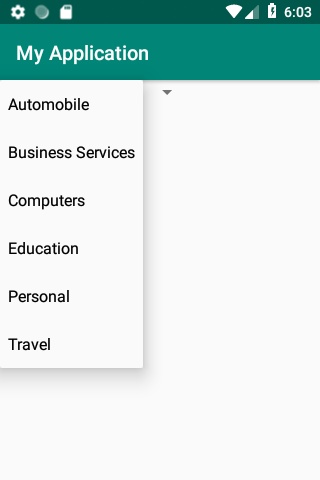 6:03
My Application
Automobile
Business Services
Computers
Education
Personal
Travel